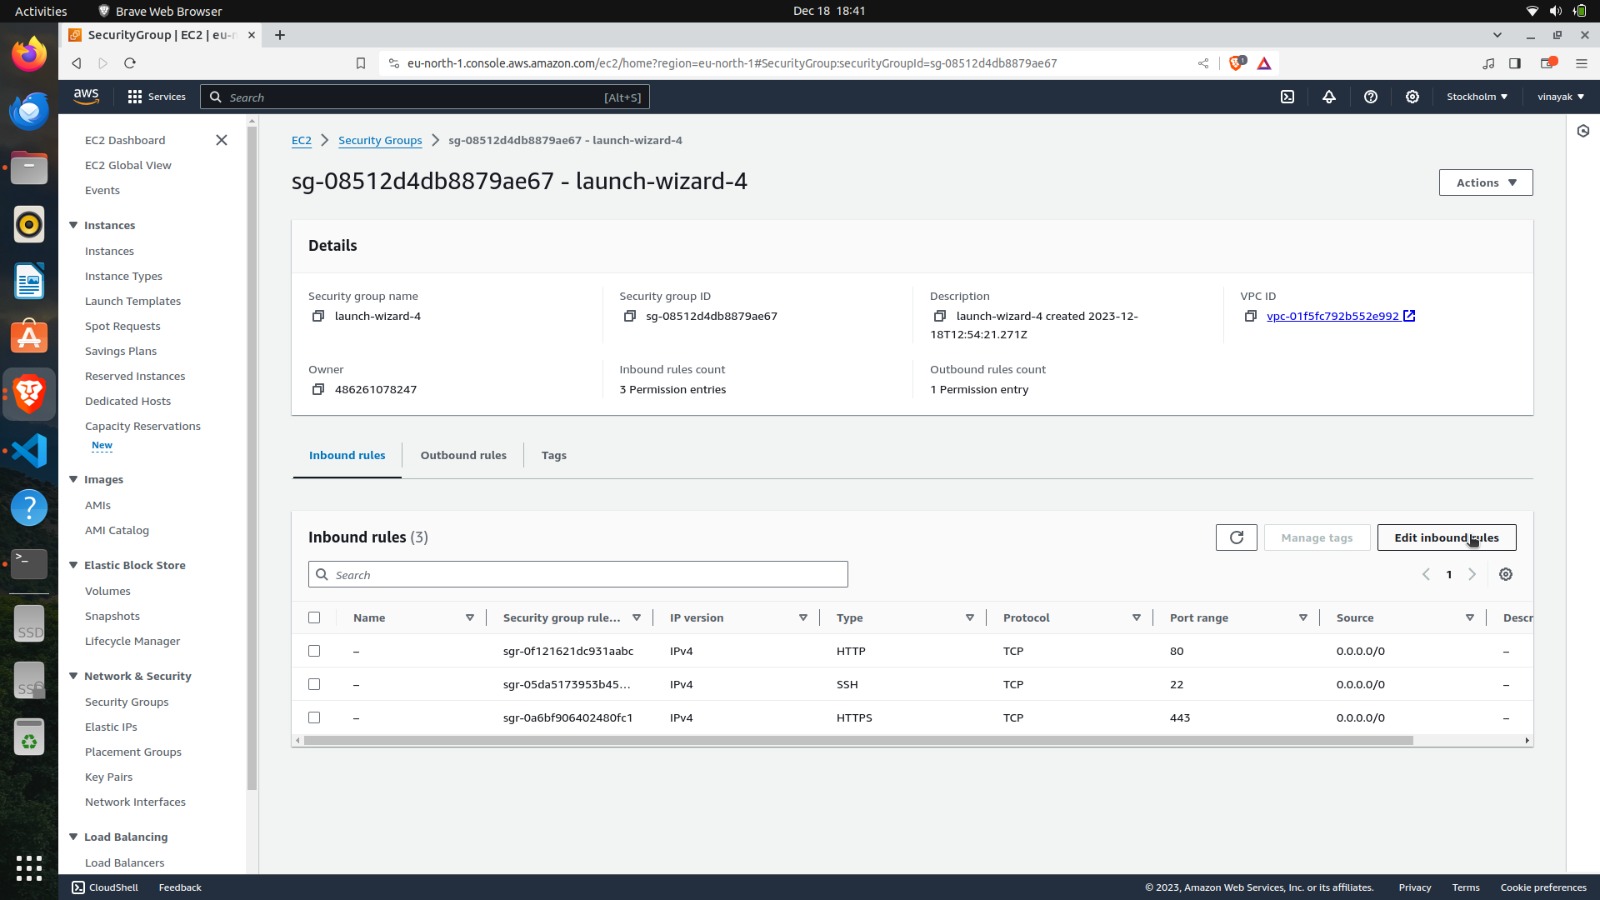 Activities
Brave Web Browser
Dec 18 18:41
SecurityGroup | EC2 | eu-n
eu-north-1.console.aws.amazon.com/ec2/home?region=eu-north-1#SecurityGroup:securityGroupId=sg-08512d4db8879ae67
aws
Services
Search
[Alt+S]
Stockholm
vinayak
EC2 Dashboard
EC2 Global View
Events
Instances
Instances
Instance Types
Launch Templates
Spot Requests
Savings Plans
Reserved Instances
Dedicated Hosts
Capacity Reservations
New
Images
AMIs
AMI Catalog
Elastic Block Store
Volumes
Snapshots
Lifecycle Manager
Network & Security
Security Groups
Elastic IPs
Placement Groups
Key Pairs
Network Interfaces
Load Balancing
Load Balancers
EC2 > Security Groups > sg-08512d4db8879ae67 - launch-wizard-4
sg-08512d4db8879ae67 - launch-wizard-4
Actions
Details
Security group name
launch-wizard-4
Security group ID
sg-08512d4db8879ae67
Description
launch-wizard-4 created 2023-12-
18T12:54:21.271Z
VPC ID
vpc-01f5fc792b552e992
Owner
486261078247
Inbound rules count
3 Permission entries
Outbound rules count
1 Permission entry
Inbound rules
Outbound rules
Tags
Inbound rules (3)
Manage tags
Edit inbound rules
Search
1
Name Security group rule... IP version Type Protocol Port range Source Descr
– sgr-0f121621dc931aabc IPv4 HTTP TCP 80 0.0.0.0/0 –
– sgr-05da5173953b45... IPv4 SSH TCP 22 0.0.0.0/0 –
– sgr-0a6bf906402480fc1 IPv4 HTTPS TCP 443 0.0.0.0/0 –
SSD
SSD
CloudShell
Feedback
© 2023, Amazon Web Services, Inc. or its affiliates.
Privacy
Terms
Cookie preferences